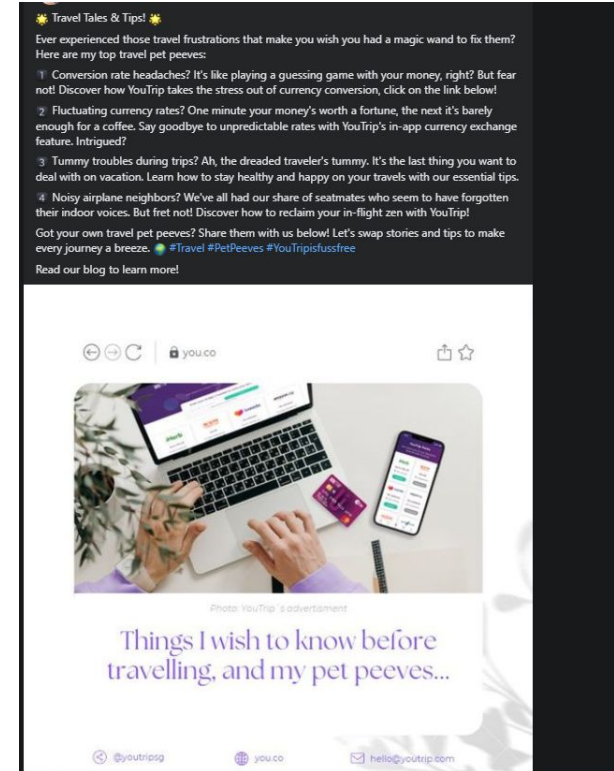 🌟 Travel Tales & Tips! 🌟
Ever experienced those travel frustrations that make you wish you had a magic wand to fix them?
Here are my top travel pet peeves:
1️⃣ Conversion rate headaches? It's like playing a guessing game with your money, right? But fear
not! Discover how YouTrip takes the stress out of currency conversion, click on the link below!
2️⃣ Fluctuating currency rates? One minute your money's worth a fortune, the next it's barely
enough for a coffee. Say goodbye to unpredictable rates with YouTrip's in-app currency exchange
feature. Intrigued?
3️⃣ Tummy troubles during trips? Ah, the dreaded traveler's tummy. It's the last thing you want to
deal with on vacation. Learn how to stay healthy and happy on your travels with our essential tips.
4️⃣ Noisy airplane neighbors? We've all had our share of seatmates who seem to have forgotten
their indoor voices. But fret not! Discover how to reclaim your in-flight zen with YouTrip!
Got your own travel pet peeves? Share them with us below! Let's swap stories and tips to make
every journey a breeze. 🌍 #Travel #PetPeeves #YouTripisfussfree
Read our blog to learn more!
you.co
iHerb
Photo: YouTrip`s advertisment
Things I wish to know before
travelling, and my pet peeves...
@youtripsg
you.co
hello@youtrip.com